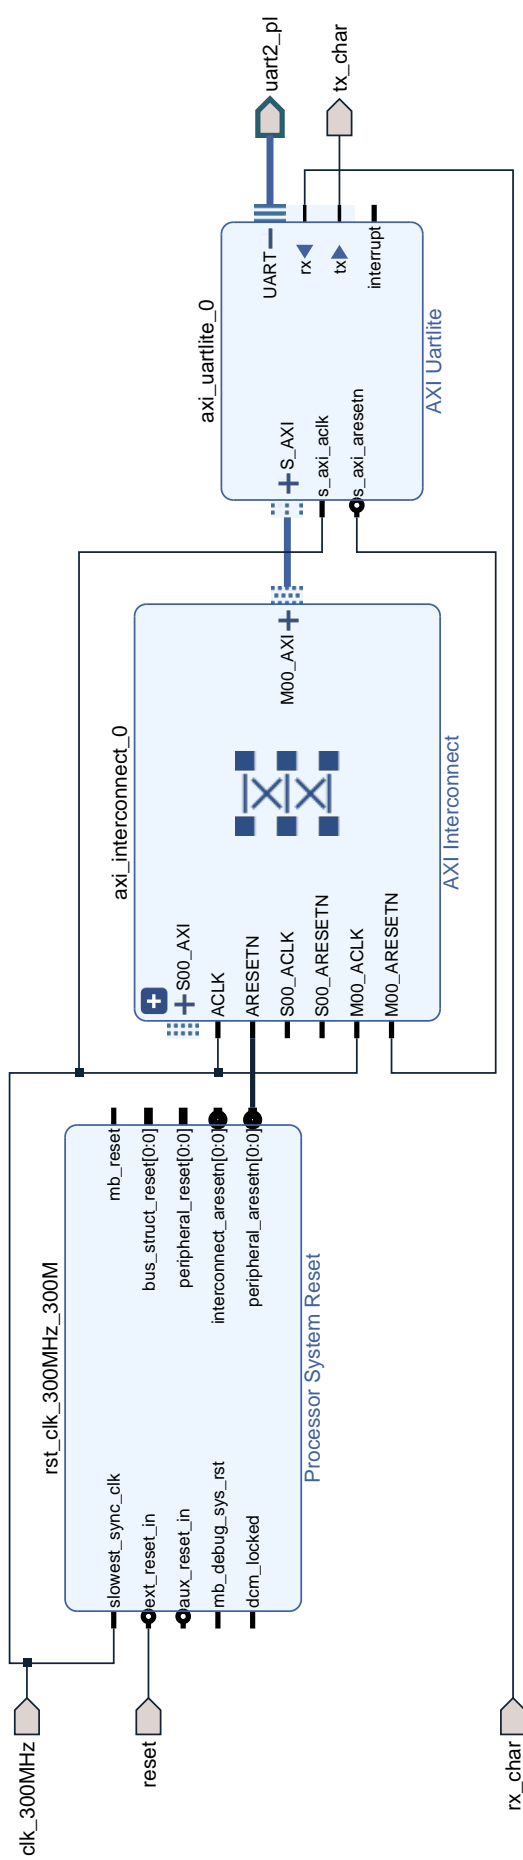 clk_300MHz
reset
rx_char
rst_clk_300MHz_300M
slowest_sync_clk
ext_reset_in
aux_reset_in
mb_debug_sys_rst
dcm_locked
mb_reset
bus_struct_reset[0:0]
peripheral_reset[0:0]
interconnect_aresetn[0:0]
peripheral_aresetn[0:0]
Processor System Reset
axi_interconnect_0
S00_AXI
ACLK
ARESETN
S00_ACLK
S00_ARESETN
M00_ACLK
M00_ARESETN
M00_AXI
AXI Interconnect
axi_uartlite_0
S_AXI
s_axi_aclk
s_axi_aresetn
UART
rx
tx
interrupt
AXI Uartlite
uart2_pl
tx_char